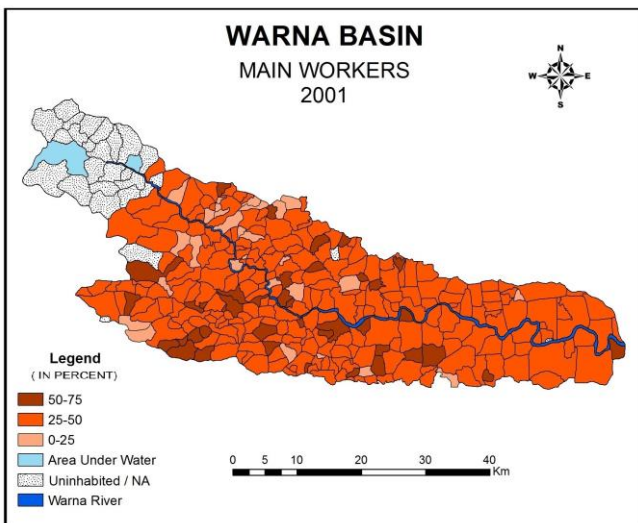 WARNA BASIN
MAIN WORKERS
2001
N
W E
S
Legend
( IN PERCENT)
50-75
25-50
0-25
Area Under Water
Uninhabited / NA
Warna River
0 5 10 20 30 40
Km